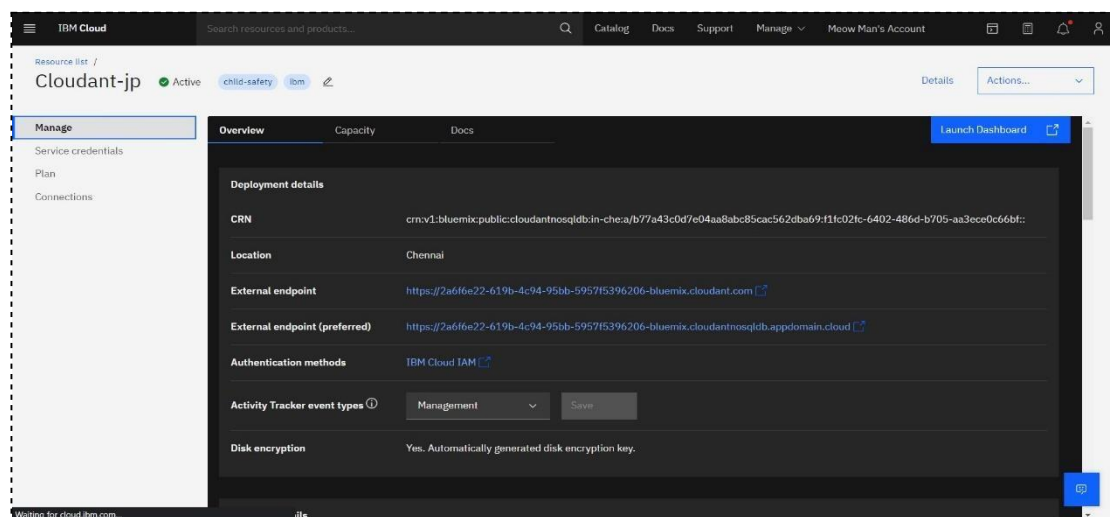 IBM Cloud
Search resources and products...
Catalog
Docs
Support
Manage
Meow Man's Account
Resource list /
Cloudant-jp
Active
child-safety
ibm
Details
Actions...
Manage
Service credentials
Plan
Connections
Overview
Capacity
Docs
Launch Dashboard
Deployment details
CRN
crn:v1:bluemix:public:cloudantnosqldb:in-che:a/b77a43c0d7e04aa8abc85cac562dba69:f1fc02fc-6402-486d-b705-aa3ece0c66bf::
Location
Chennai
External endpoint
https://2a6f6e22-619b-4c94-95bb-5957f5396206-bluemix.cloudant.com
External endpoint (preferred)
https://2a6f6e22-619b-4c94-95bb-5957f5396206-bluemix.cloudantnosqldb.appdomain.cloud
Authentication methods
IBM Cloud IAM
Activity Tracker event types
Management
Save
Disk encryption
Yes. Automatically generated disk encryption key.
Waiting for cloud.ibm.com...